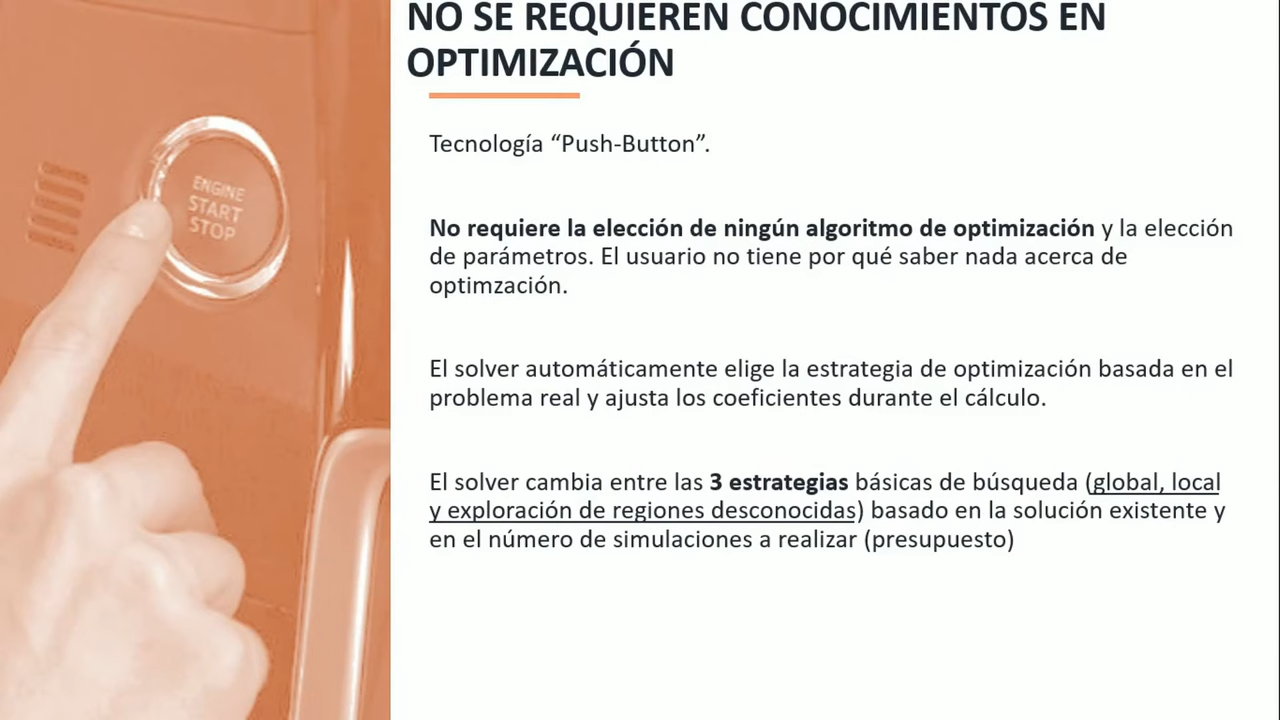 NO SE REQUIEREN CONOCIMIENTOS EN
OPTIMIZACIÓN
Tecnología “Push-Button”.
No requiere la elección de ningún algoritmo de optimización y la elección
de parámetros. El usuario no tiene por qué saber nada acerca de
optimzación.
El solver automáticamente elige la estrategia de optimización basada en el
problema real y ajusta los coeficientes durante el cálculo.
El solver cambia entre las 3 estrategias básicas de búsqueda (global, local
y exploración de regiones desconocidas) basado en la solución existente y
en el número de simulaciones a realizar (presupuesto)
ENGINE
START
STOP